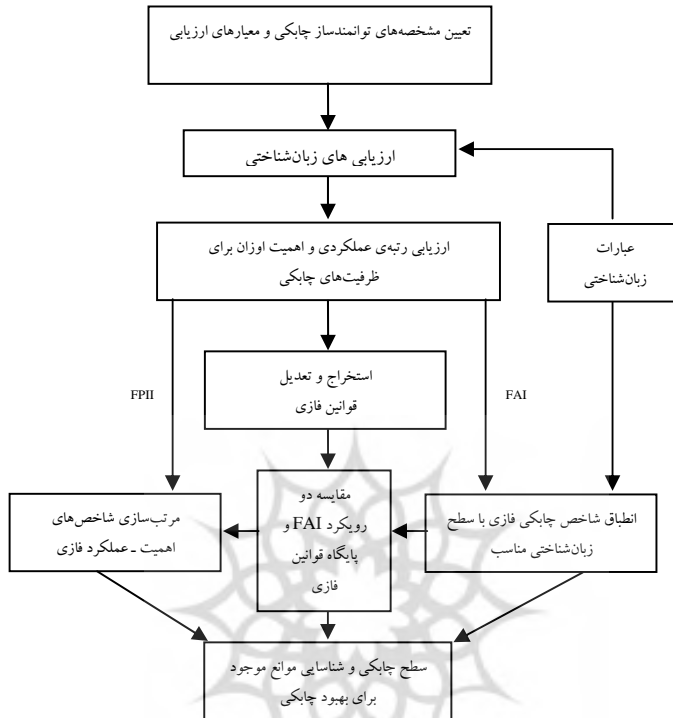 تعیین مشخصه‌های توانمندساز چابکی و معیارهای ارزیابی
ارزیابی های زبان‌شناختی
ارزیابی رتبه‌ی عملکردی و اهمیت اوزان برای
ظرفیت‌های چابکی
عبارات
زبان‌شناختی
استخراج و تعدیل
قوانین فازی
FAI
FPII
انطباق شاخص چابکی فازی با سطح
زبان‌شناختی مناسب
مقایسه دو
رویکرد FAI و
پایگاه قوانین
فازی
مرتب‌سازی شاخص‌های
اهمیت ـ عملکرد فازی
سطح چابکی و شناسایی موانع موجود
برای بهبود چابکی